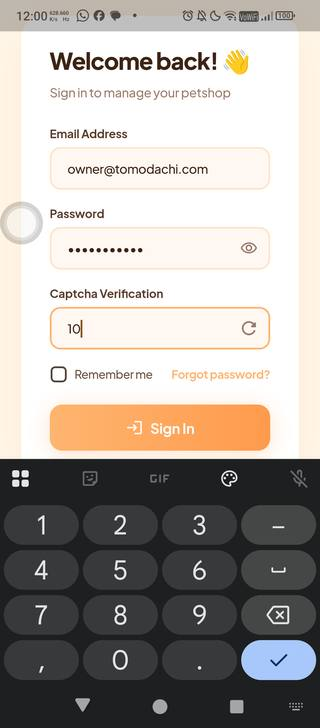 12:00 628.660 K/s Hz VoWiFi 100
Welcome back! 👋
Sign in to manage your petshop
Email Address
owner@tomodachi.com
Password
•••••••••••
Captcha Verification
10
Remember me Forgot password?
Sign In
GIF
1 2 3 –
4 5 6
7 8 9
, 0 .